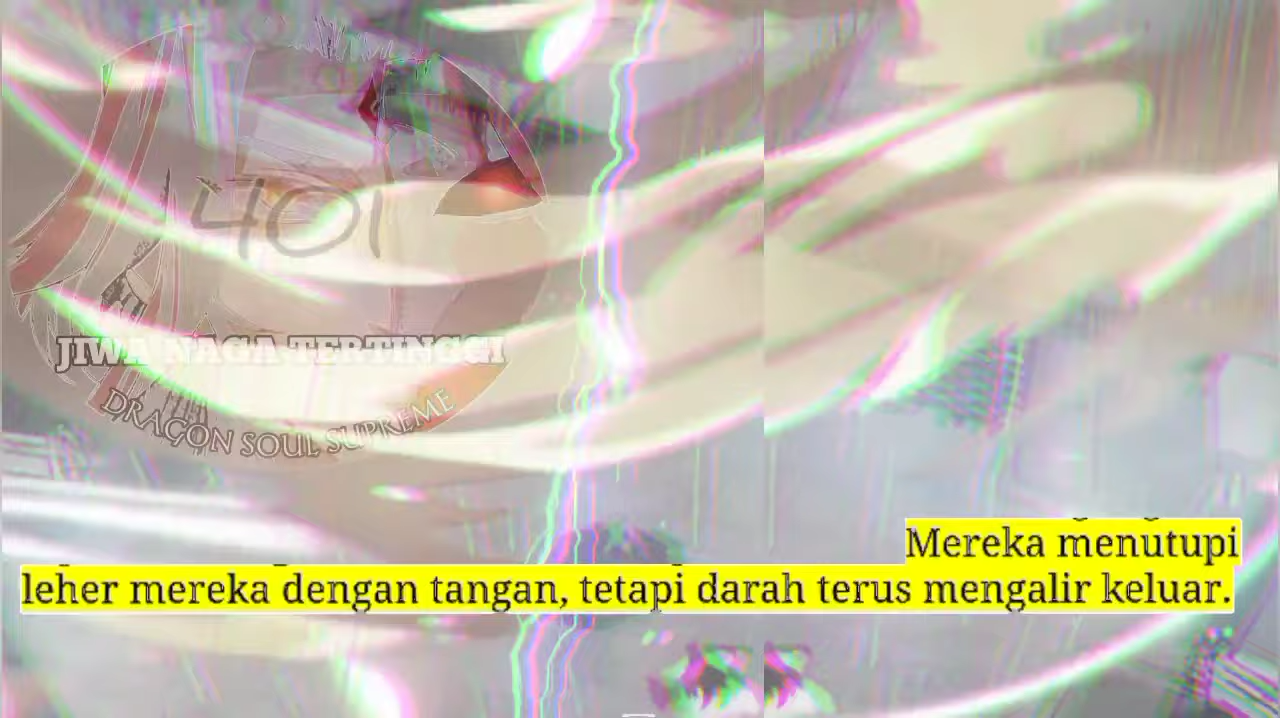 401
JIWA NAGA TERTINGGI
DRAGON SOUL SUPREME
Mereka menutupi
leher mereka dengan tangan, tetapi darah terus mengalir keluar.